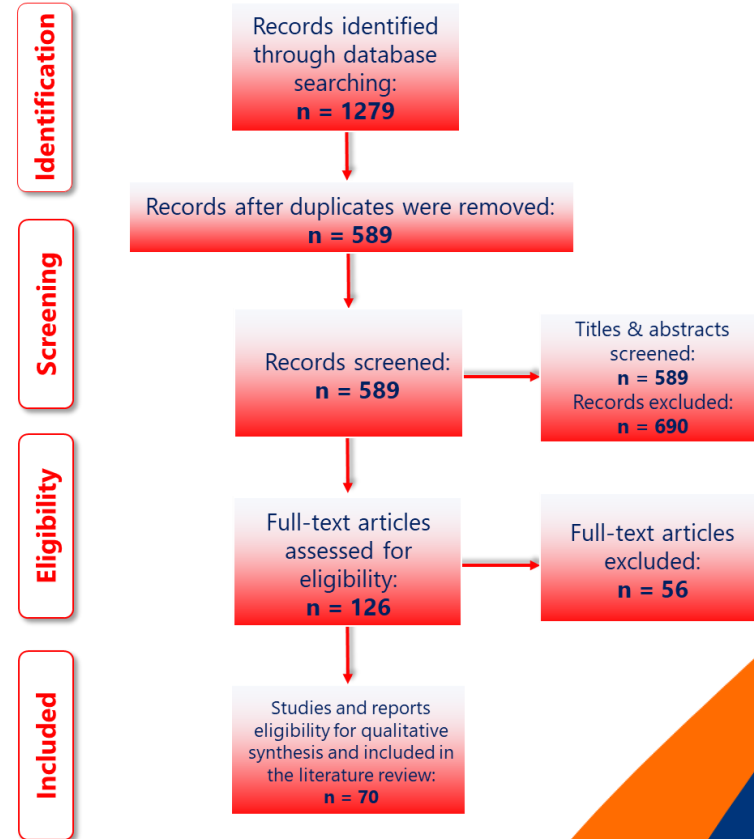 Identification
Records identified
through database
searching:
n = 1279
Records after duplicates were removed:
n = 589
Screening
Records screened:
n = 589
Titles & abstracts
screened:
n = 589
Records excluded:
n = 690
Eligibility
Full-text articles
assessed for
eligibility:
n = 126
Full-text articles
excluded:
n = 56
Included
Studies and reports
eligibility for qualitative
synthesis and included in
the literature review:
n = 70